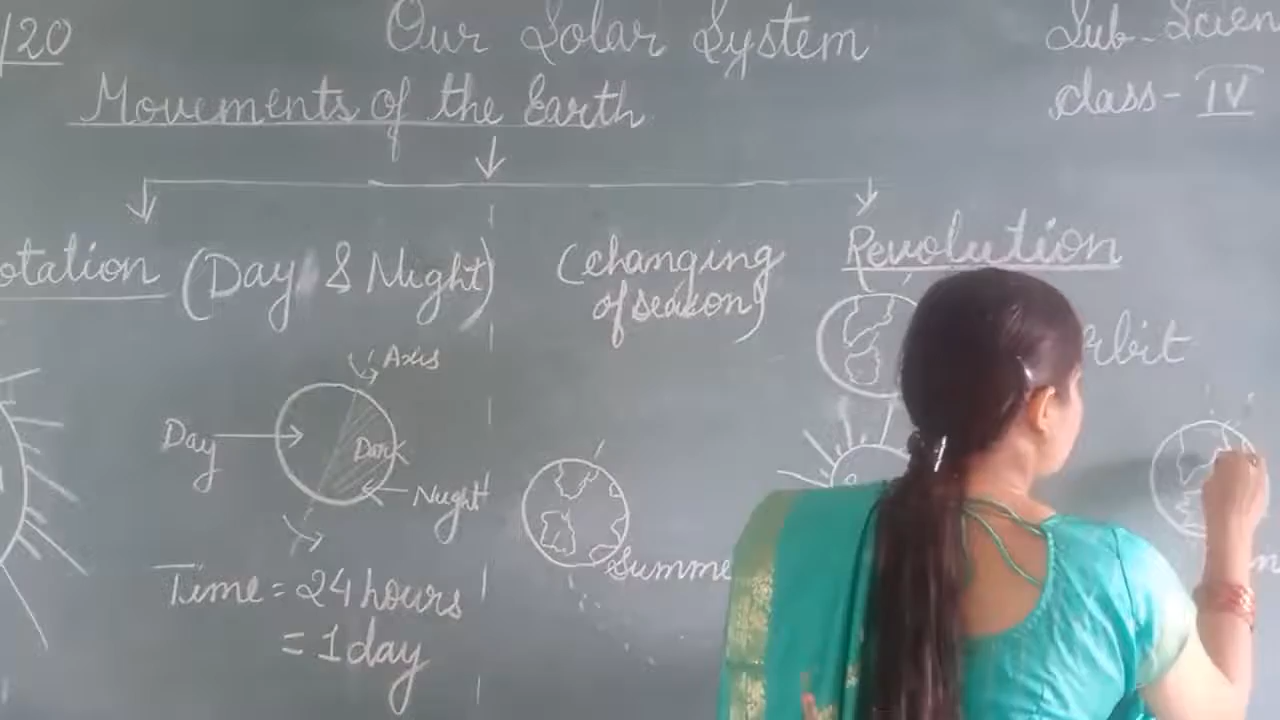 /20
Our Solar System
Sub-Scien
Movements of the Earth
class- IV
otation (Day & Night)
(changing
of season)
Revolution
rbit
Axis
Day
Dark
Night
Summe
Time = 24 hours
= 1 day